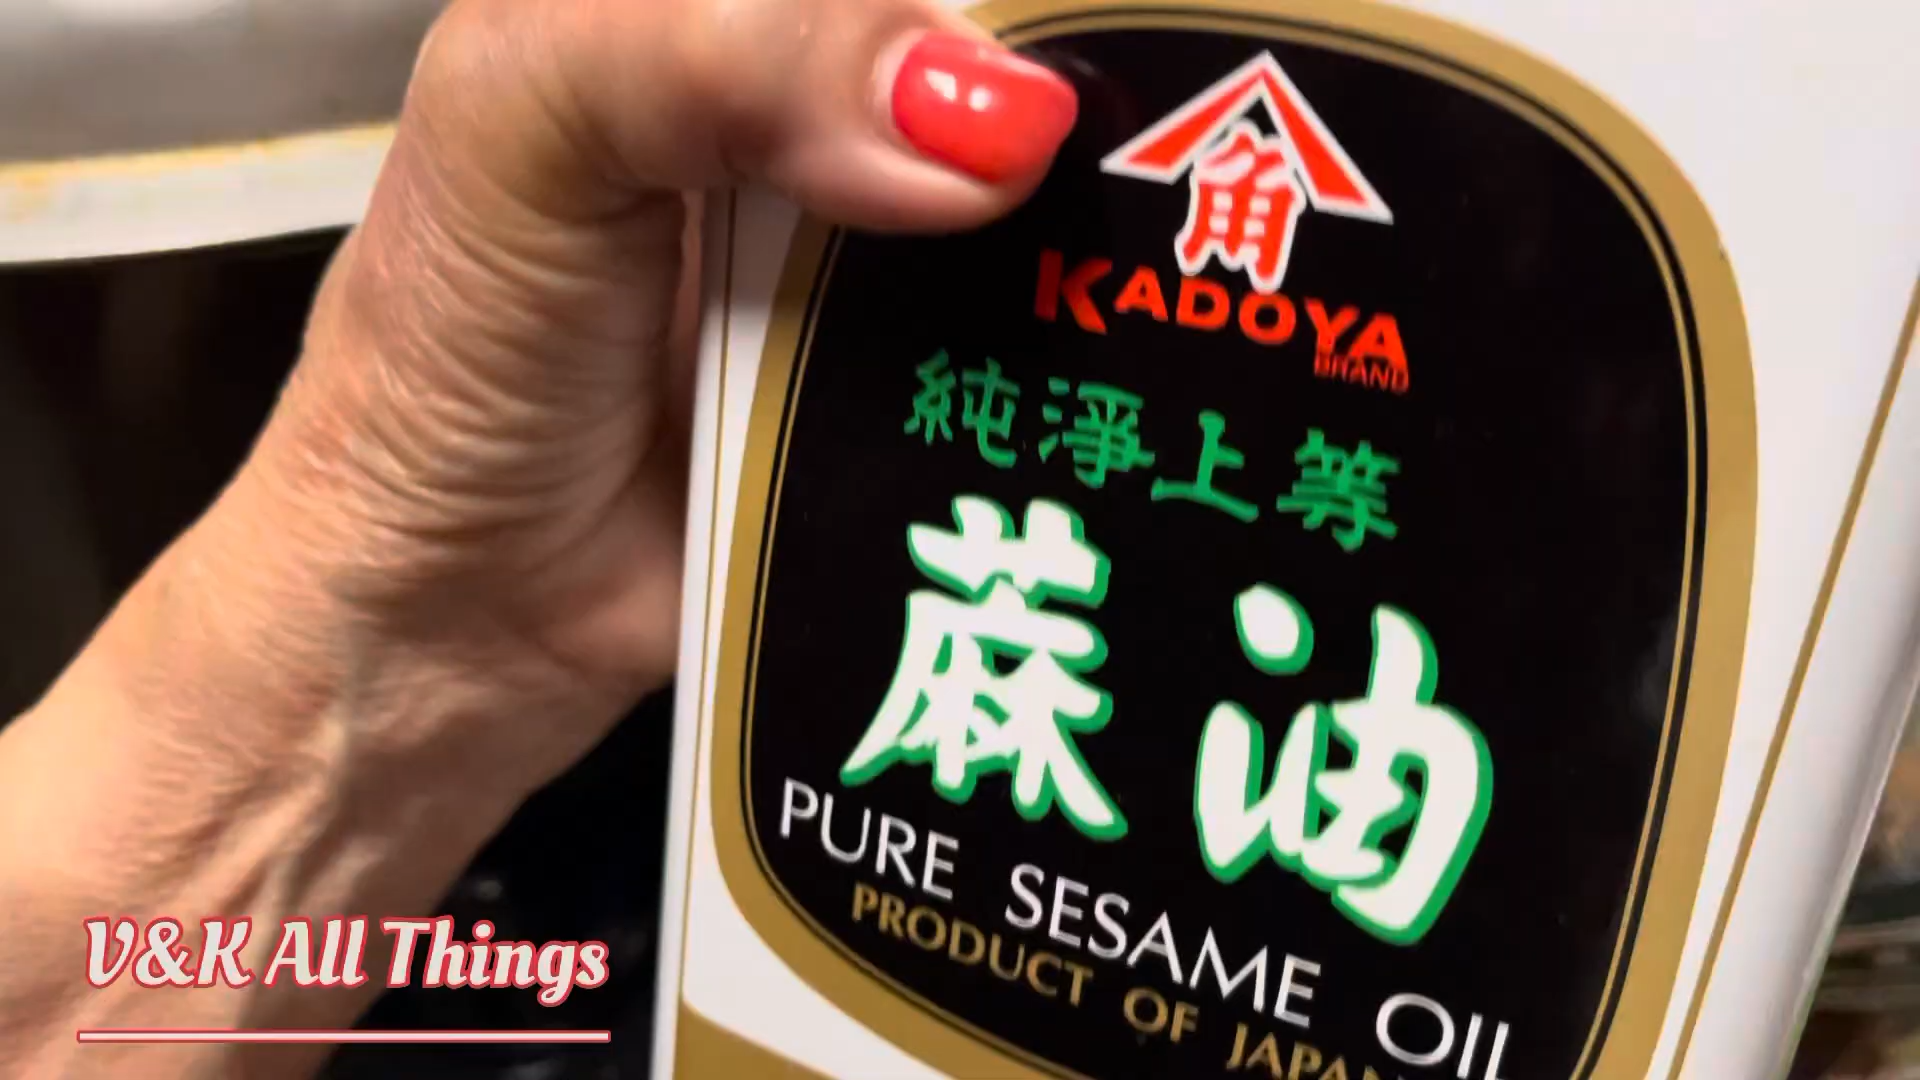 角
KADOYA
BRAND
純淨上等
蔴油
PURE SESAME OIL
PRODUCT OF JAPAN
V&K All Things